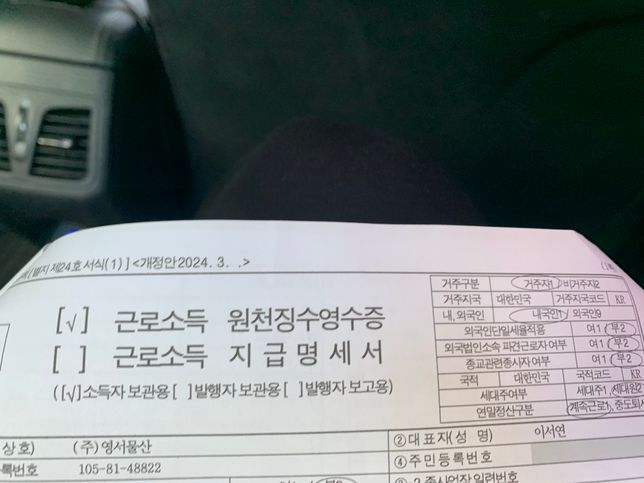 [별지 제24호 서식(1)] <개정안 2024. 3. .>
[√] 근로소득 원천징수영수증
[ ] 근로소득 지 급 명 세 서
([√]소득자 보관용 [ ]발행자 보관용 [ ]발행자 보고용)
거주구분 거주자1 / 비거주자2
거주지국 대한민국 거주지국코드 KR
내, 외국인 내국인1 / 외국인9
외국인단일세율적용 여1 / 부2
외국법인소속 파견근로자 여부 여1 / 부2
종교관련종사자 여부 여1 / 부2
국적 대한민국 국적코드 KR
세대주여부 세대주1, 세대원2
연말정산구분 계속근로1, 중도퇴사
상호) (주)영서물산 ②대 표 자( 성 명) 이서연
록번호 105-81-48822 ④주 민 등 록 번 호